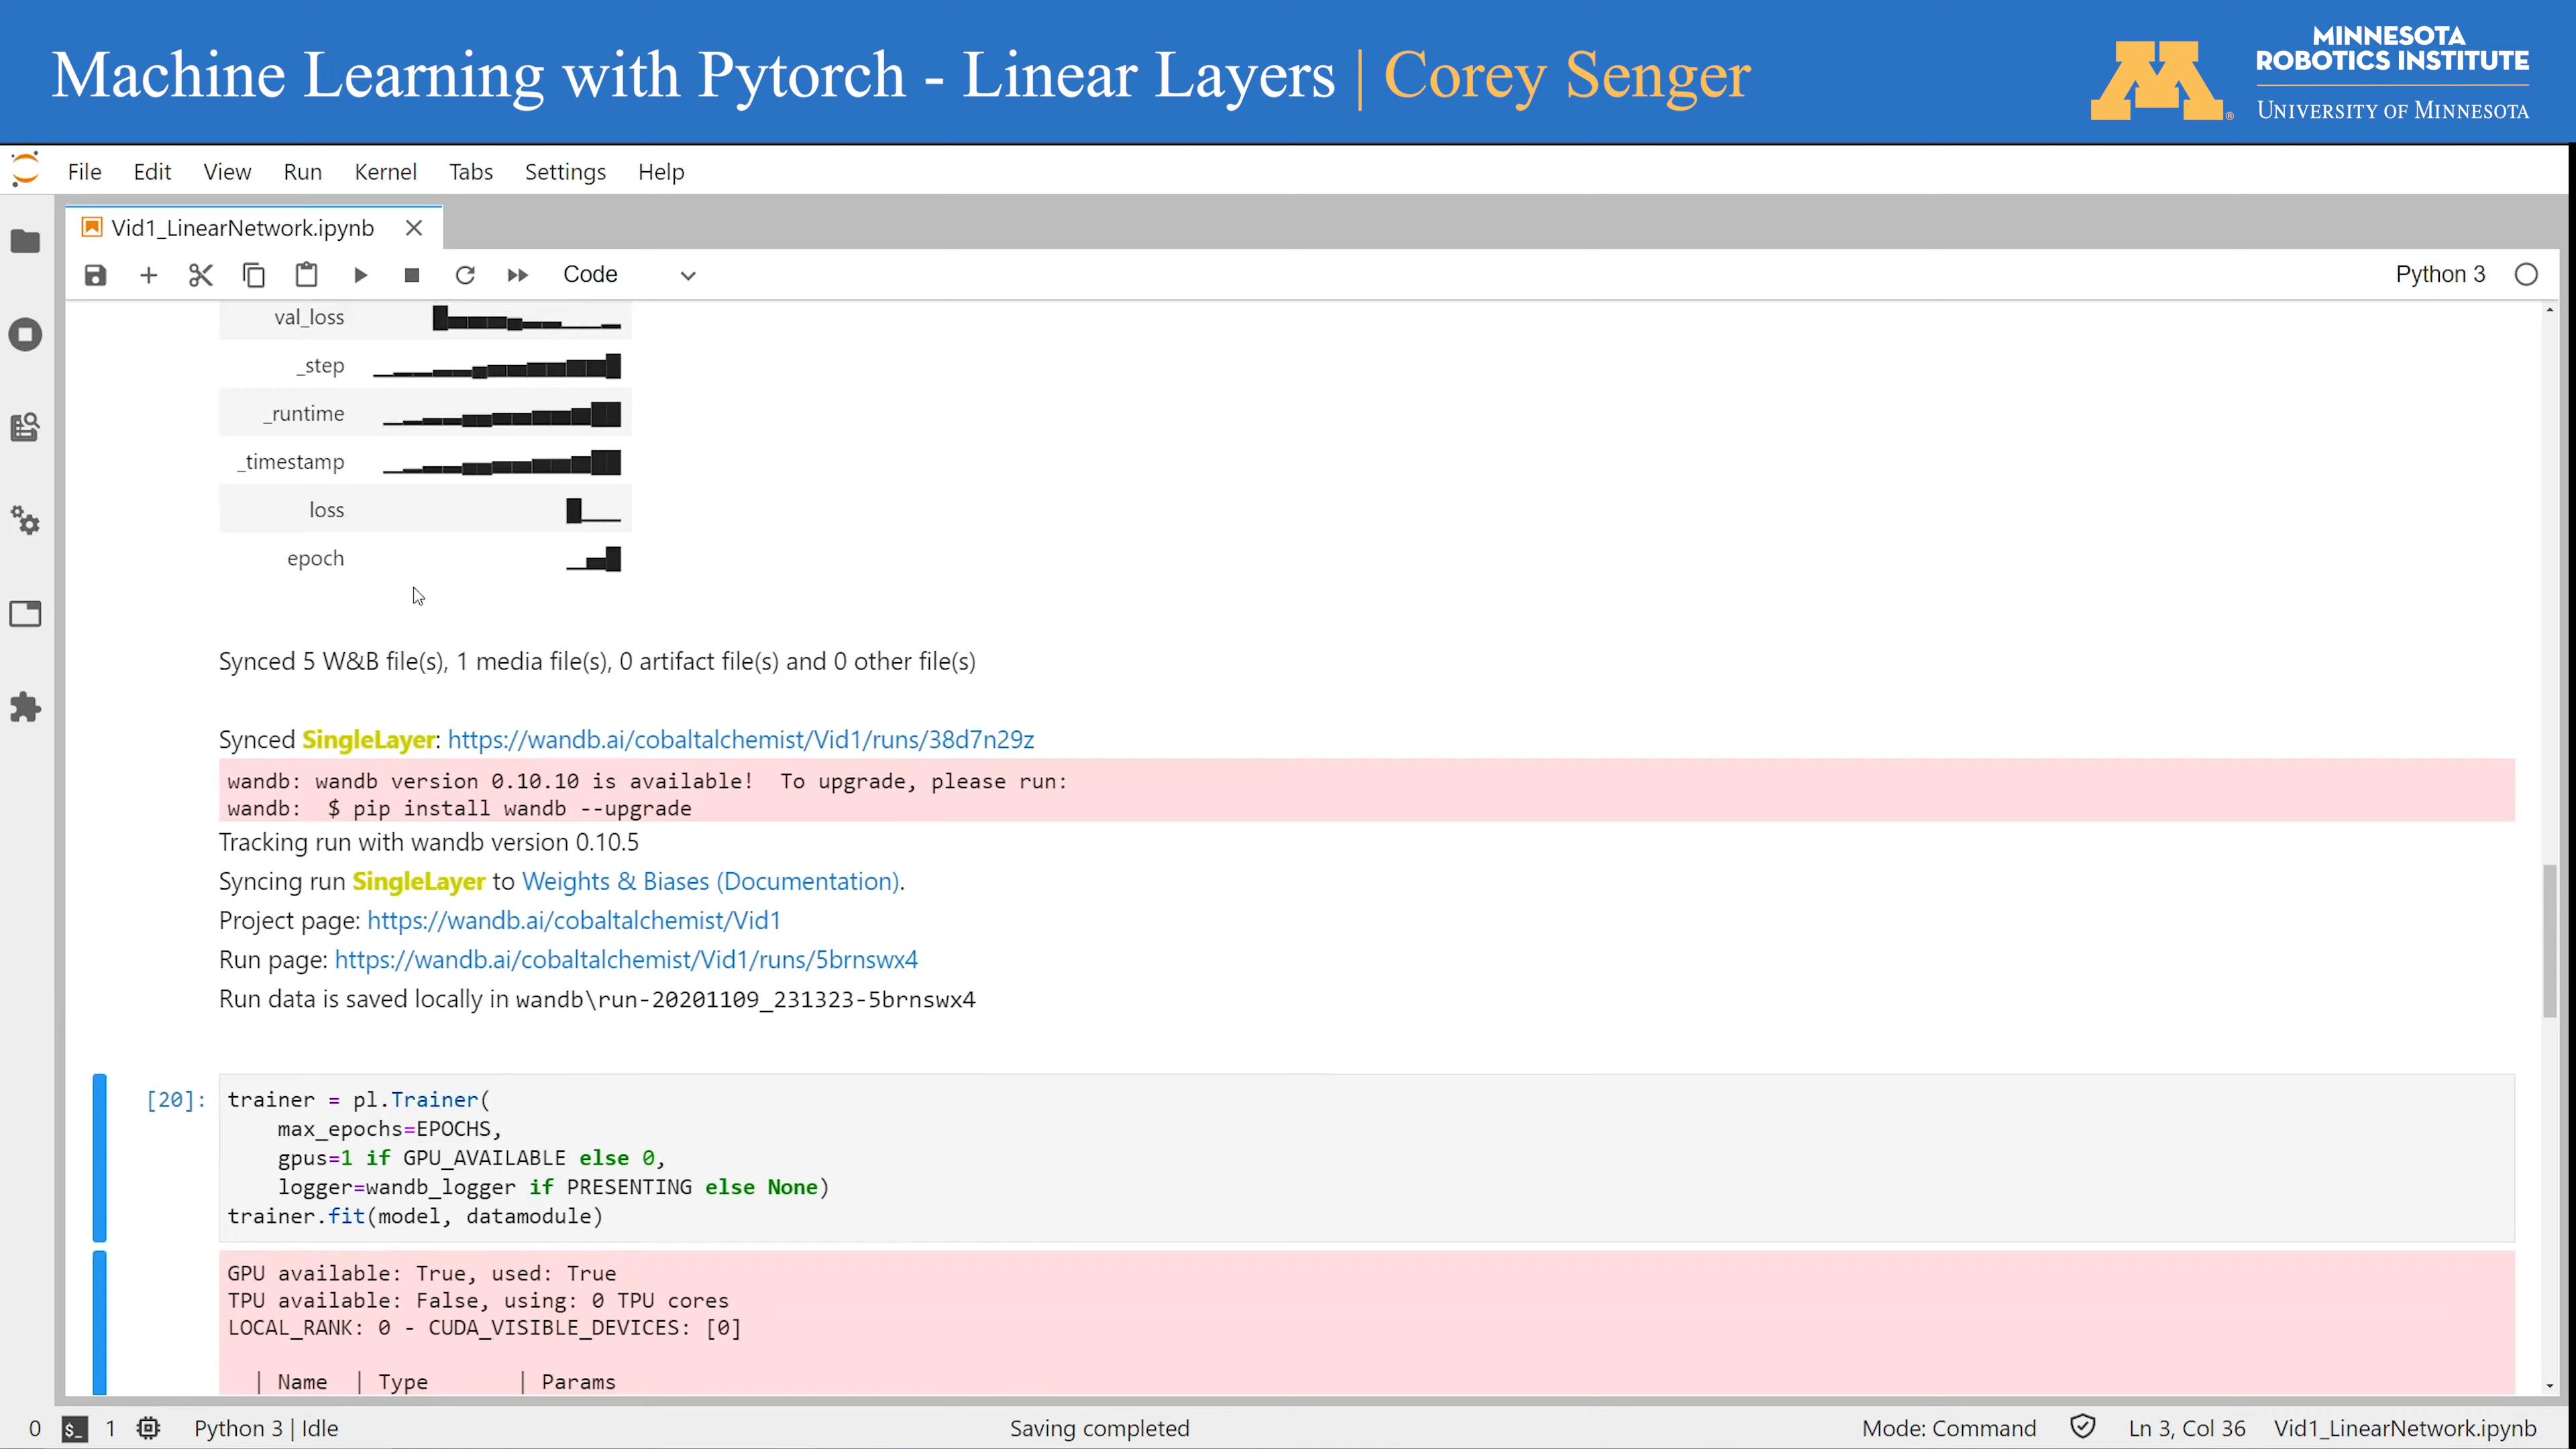 Machine Learning with Pytorch - Linear Layers | Corey Senger
MINNESOTA
ROBOTICS INSTITUTE
UNIVERSITY OF MINNESOTA
File Edit View Run Kernel Tabs Settings Help
Vid1_LinearNetwork.ipynb
Code
Python 3
val_loss
_step
_runtime
_timestamp
loss
epoch
Synced 5 W&B file(s), 1 media file(s), 0 artifact file(s) and 0 other file(s)
Synced SingleLayer: https://wandb.ai/cobaltalchemist/Vid1/runs/38d7n29z
wandb: wandb version 0.10.10 is available!  To upgrade, please run:
wandb:  $ pip install wandb --upgrade
Tracking run with wandb version 0.10.5
Syncing run SingleLayer to Weights & Biases (Documentation).
Project page: https://wandb.ai/cobaltalchemist/Vid1
Run page: https://wandb.ai/cobaltalchemist/Vid1/runs/5brnswx4
Run data is saved locally in wandb\run-20201109_231323-5brnswx4
[20]: trainer = pl.Trainer(
    max_epochs=EPOCHS,
    gpus=1 if GPU_AVAILABLE else 0,
    logger=wandb_logger if PRESENTING else None)
trainer.fit(model, datamodule)
GPU available: True, used: True
TPU available: False, using: 0 TPU cores
LOCAL_RANK: 0 - CUDA_VISIBLE_DEVICES: [0]
  | Name  | Type       | Params
0 $_ 1 Python 3 | Idle Saving completed Mode: Command Ln 3, Col 36 Vid1_LinearNetwork.ipynb